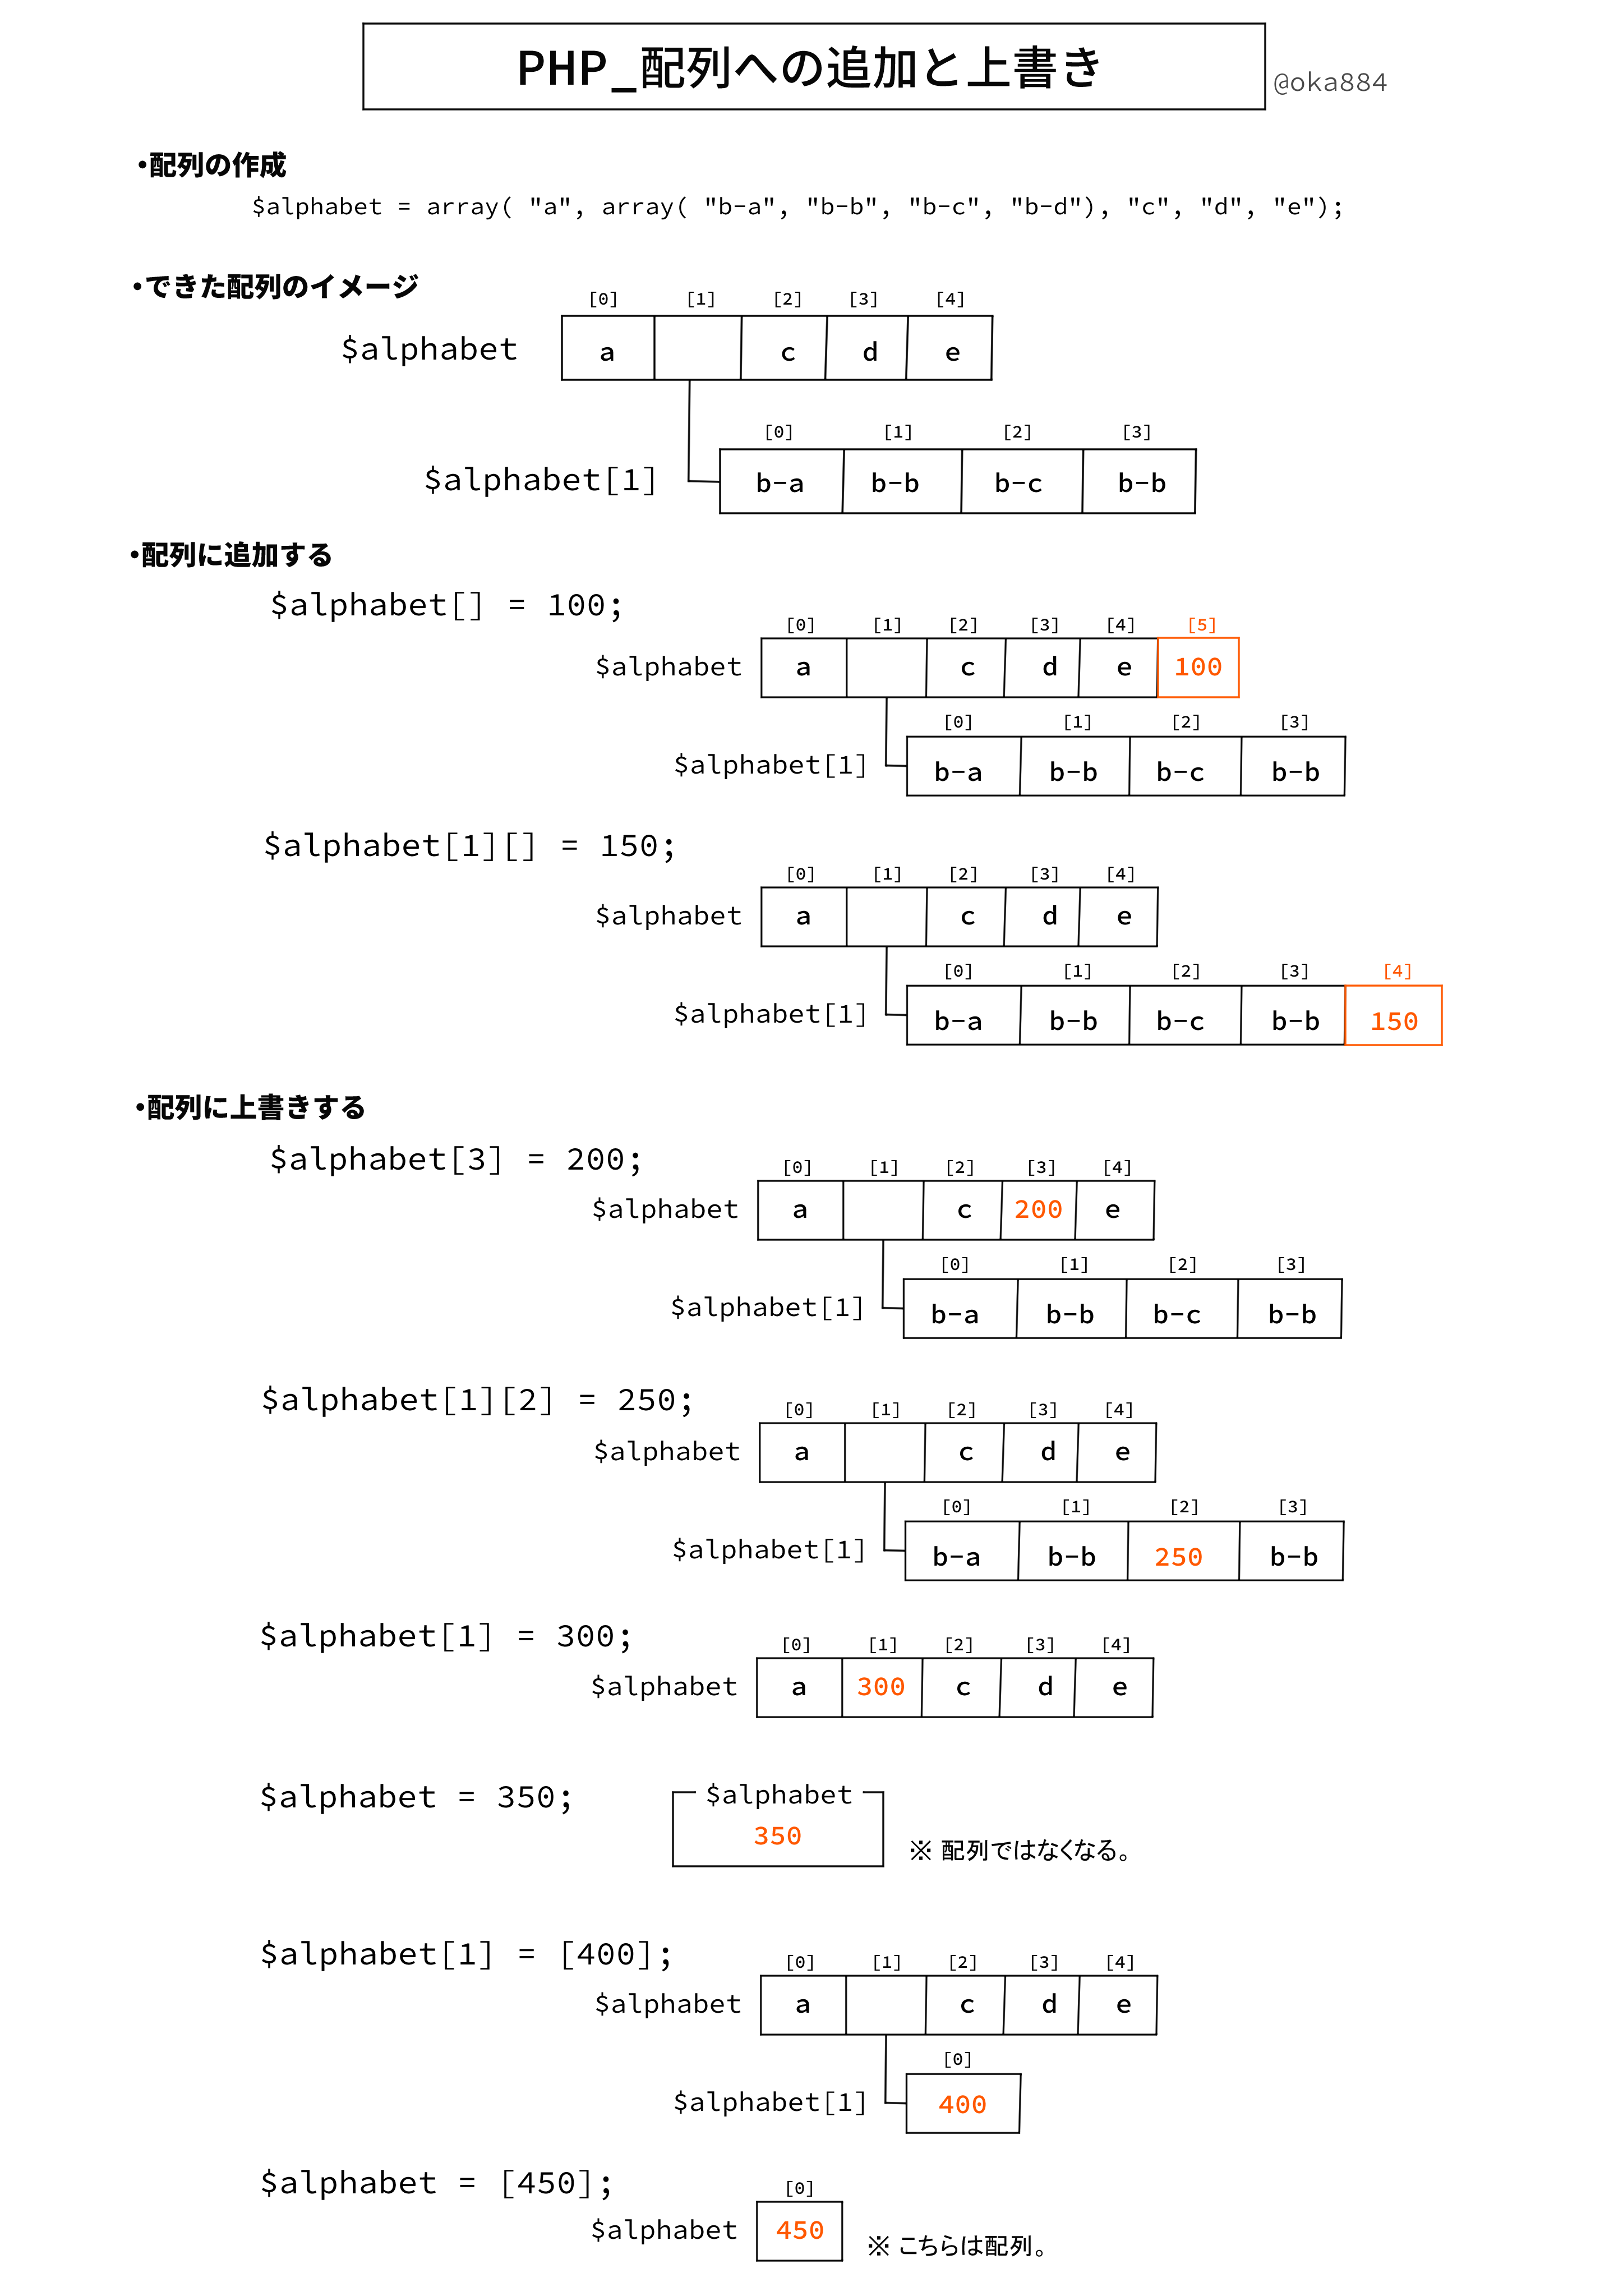 PHP_配列への追加と上書き
@oka884
・配列の作成
$alphabet = array( "a", array( "b-a", "b-b", "b-c", "b-d"), "c", "d", "e");
・できた配列のイメージ
[0] [1] [2] [3] [4]
$alphabet a c d e
[0] [1] [2] [3]
$alphabet[1] b-a b-b b-c b-b
・配列に追加する
$alphabet[] = 100;
[0] [1] [2] [3] [4] [5]
$alphabet a c d e 100
[0] [1] [2] [3]
$alphabet[1] b-a b-b b-c b-b
$alphabet[1][] = 150;
[0] [1] [2] [3] [4]
$alphabet a c d e
[0] [1] [2] [3] [4]
$alphabet[1] b-a b-b b-c b-b 150
・配列に上書きする
$alphabet[3] = 200;
[0] [1] [2] [3] [4]
$alphabet a c 200 e
[0] [1] [2] [3]
$alphabet[1] b-a b-b b-c b-b
$alphabet[1][2] = 250;
[0] [1] [2] [3] [4]
$alphabet a c d e
[0] [1] [2] [3]
$alphabet[1] b-a b-b 250 b-b
$alphabet[1] = 300;
[0] [1] [2] [3] [4]
$alphabet a 300 c d e
$alphabet = 350;
$alphabet
350
※ 配列ではなくなる。
$alphabet[1] = [400];
[0] [1] [2] [3] [4]
$alphabet a c d e
[0]
$alphabet[1] 400
$alphabet = [450];
[0]
$alphabet 450
※ こちらは配列。